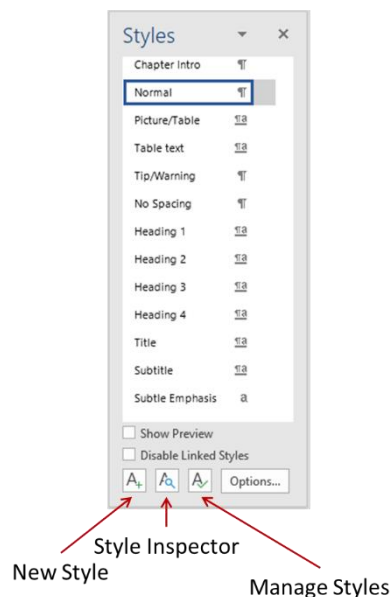 Styles
Chapter Intro ¶
Normal ¶
Picture/Table ¶a
Table text ¶a
Tip/Warning ¶
No Spacing ¶
Heading 1 ¶a
Heading 2 ¶a
Heading 3 ¶a
Heading 4 ¶a
Title ¶a
Subtitle ¶a
Subtle Emphasis a
Show Preview
Disable Linked Styles
Options...
Style Inspector
New Style
Manage Styles